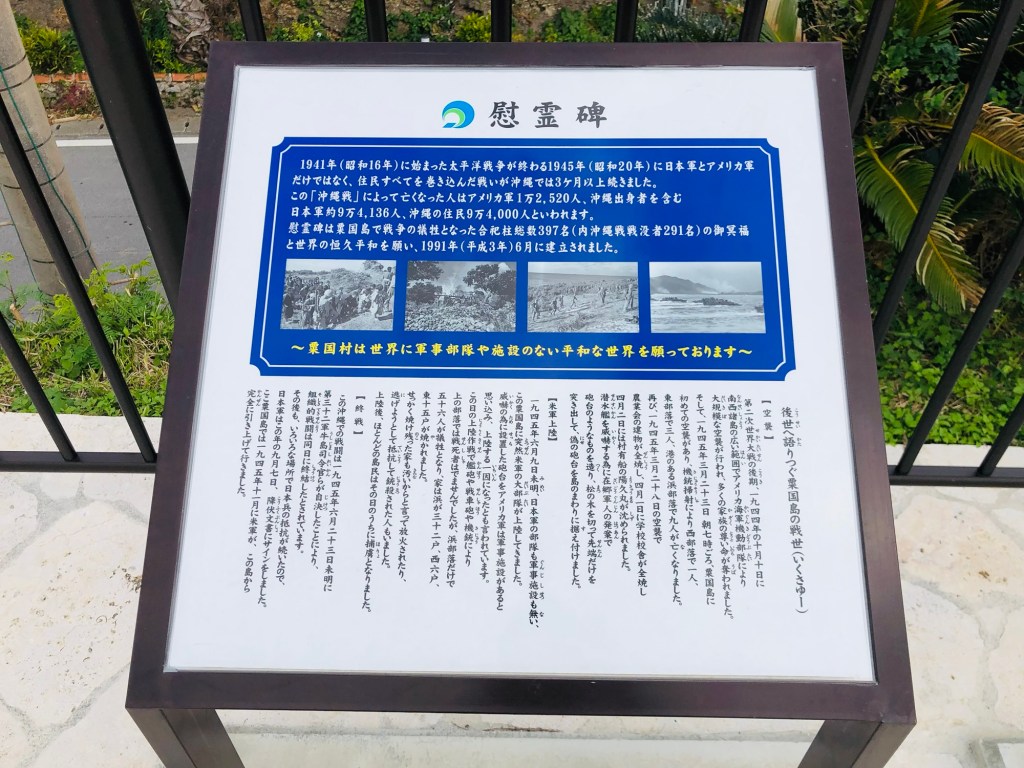 慰霊碑
1941年(昭和16年)に始まった太平洋戦争が終わる1945年(昭和20年)に日本軍とアメリカ軍
だけではなく、住民すべてを巻き込んだ戦いが沖縄では3ケ月以上続きました。
この「沖縄戦」によって亡くなった人はアメリカ軍1万2,520人、沖縄出身者を含む
日本軍約9万4,136人、沖縄の住民9万4,000人といわれます。
慰霊碑は粟国島で戦争の犠牲となった合祀柱総数397名(内沖縄戦戦没者291名)の御冥福
と世界の恒久平和を願い、1991年(平成3年)6月に建立されました。
〜粟国村は世界に軍事部隊や施設のない平和な世界を願っております〜
後世へ語りつぐ粟国島の戦世(いくさゆー)
【空襲】
第二次世界大戦の後期、一九四四年の十月十日に
南西諸島の広い範囲でアメリカ海軍機動部隊により
大規模な空襲が行われ、多くの家族の尊い命が奪われました。
そして、一九四五年三月二十三日 朝七時ごろ、粟国島に
初めての空襲があり、機銃掃射により西部落で一人、
東部落で三人、港のある浜部落で九人が亡くなりました。
再び、一九四五年三月二十八日の空襲で
農業会の建物が全焼し、四月一日に学校校舎が全焼し
四月二日には村有船の陽久丸が沈められました。
潜水艦を威嚇する為に在郷軍人の発案で
砲台のようなものを造り、松の木を切って先端だけを
突き出して、偽の砲台を島のまわりに据え付けました。
【米軍上陸】
一九四五年六月九日未明、日本軍の部隊も軍事施設も無い、
この粟国島に突然米軍の大部隊が上陸してきました。
威嚇の為に設置した砲台をアメリカ軍は軍事施設があると
思い込み、上陸する一因になったとも言われています。
この日の上陸作戦で艦砲や戦車砲や機銃により
上の部落では戦死者はでませんでしたが、浜部落だけで
五十六人が犠牲となり、家は浜が三十二戸、西六戸、
東十五戸が焼かれました。
せっかく焼け残った家も汚いからと言って放火されたり、
逃げようとして抵抗して銃殺された人もいました。
上陸後、ほとんどの島民はその日のうちに捕虜となりました。
【終戦】
この沖縄での戦闘は一九四五年六月二十三日未明に
第三十二軍牛島司令官らが自決したことにより、
組織的戦闘は同日に終結したとされています。
その後も、いろいろな場所で日本兵の抵抗が続いたので、
日本軍はこの年の九月七日、降伏文書にサインをしました。
ここ粟国島では一九四五年十一月に米軍が、この島から
完全に引き上げて行きました。